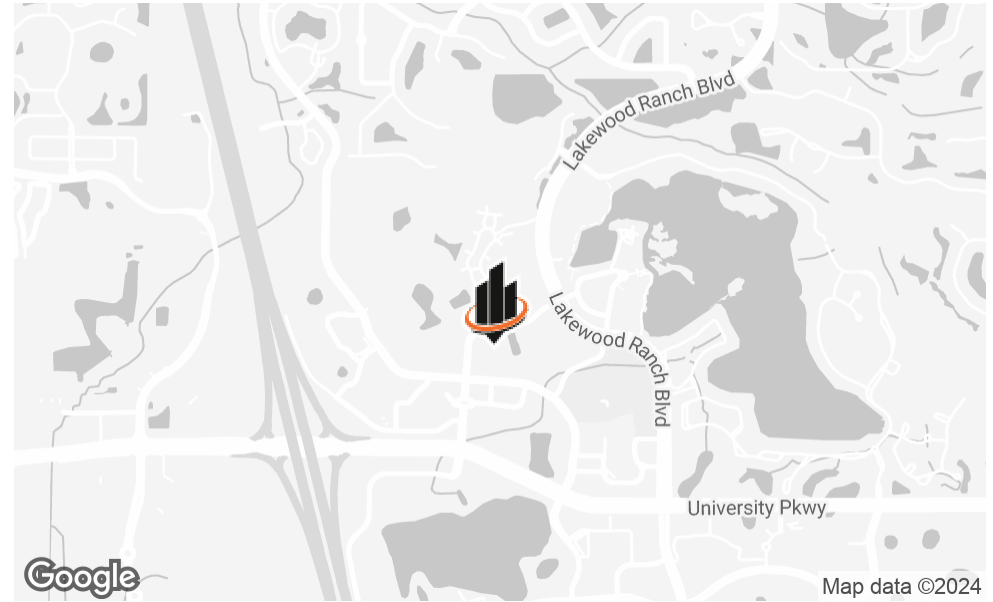 Lakewood Ranch Blvd
Lakewood Ranch Blvd
University Pkwy
Google
Map data ©2024